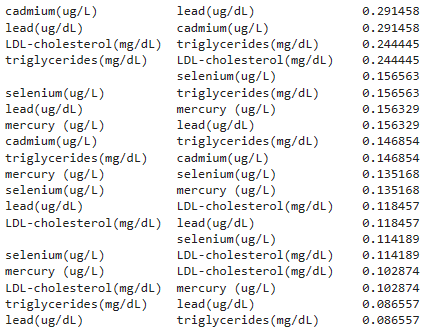 cadmium(ug/L) lead(ug/dL) 0.291458
lead(ug/dL) cadmium(ug/L) 0.291458
LDL-cholesterol(mg/dL) triglycerides(mg/dL) 0.244445
triglycerides(mg/dL) LDL-cholesterol(mg/dL) 0.244445
selenium(ug/L) 0.156563
selenium(ug/L) triglycerides(mg/dL) 0.156563
lead(ug/dL) mercury (ug/L) 0.156329
mercury (ug/L) lead(ug/dL) 0.156329
cadmium(ug/L) triglycerides(mg/dL) 0.146854
triglycerides(mg/dL) cadmium(ug/L) 0.146854
mercury (ug/L) selenium(ug/L) 0.135168
selenium(ug/L) mercury (ug/L) 0.135168
lead(ug/dL) LDL-cholesterol(mg/dL) 0.118457
LDL-cholesterol(mg/dL) lead(ug/dL) 0.118457
selenium(ug/L) 0.114189
selenium(ug/L) LDL-cholesterol(mg/dL) 0.114189
mercury (ug/L) LDL-cholesterol(mg/dL) 0.102874
LDL-cholesterol(mg/dL) mercury (ug/L) 0.102874
triglycerides(mg/dL) lead(ug/dL) 0.086557
lead(ug/dL) triglycerides(mg/dL) 0.086557